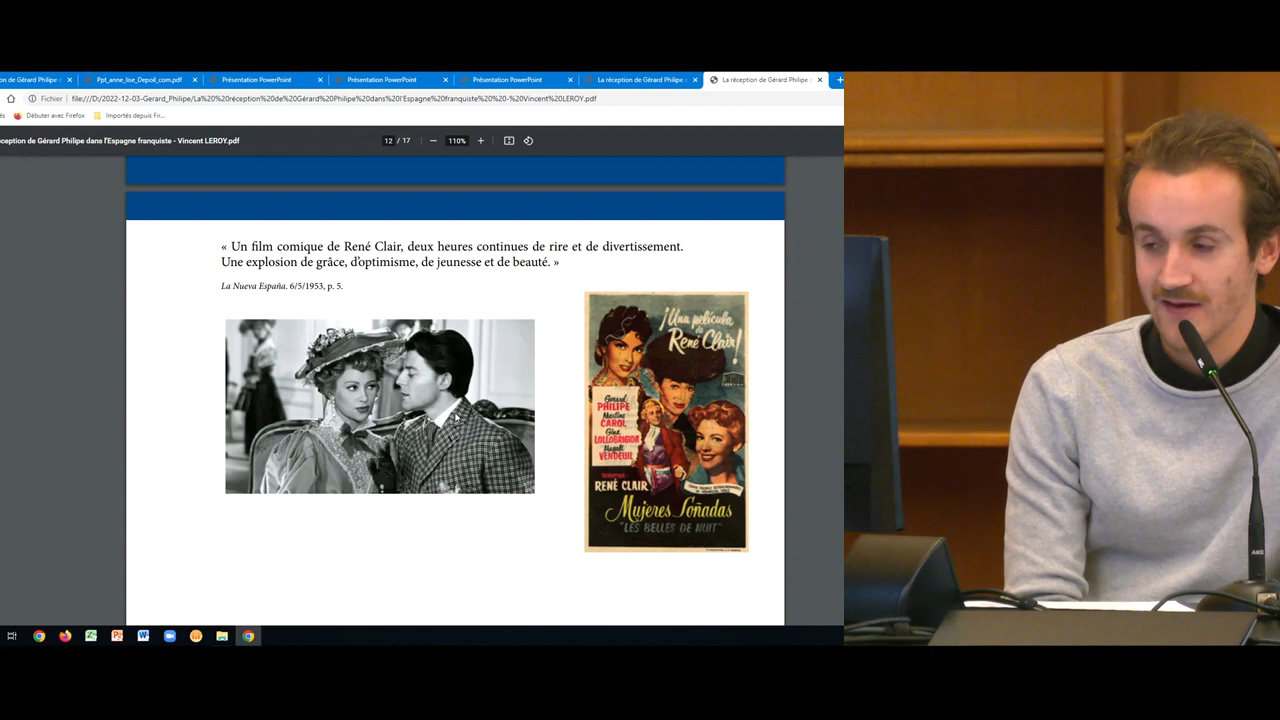 on de Gérard Philipe
Ppt_anne_lise_Depoil_com.pdf
Présentation PowerPoint
Présentation PowerPoint
Présentation PowerPoint
La réception de Gérard Philipe
La réception de Gérard Philipe
Fichier
file:///D:/2022-12-03-Gerard_Philipe/La%20%20réception%20de%20Gérard%20Philipe%20dans%20l'Espagne%20franquiste%20%20-%20Vincent%20LEROY.pdf
és
Débuter avec Firefox
Importés depuis Fir...
ception de Gérard Philipe dans l'Espagne franquiste - Vincent LEROY.pdf
12 / 17
110%
« Un film comique de René Clair, deux heures continues de rire et de divertissement.
Une explosion de grâce, d'optimisme, de jeunesse et de beauté. »
La Nueva España. 6/5/1953, p. 5.
¡Una película
de
René Clair!
Gerard
PHILIPE
Martine
CAROL
Gina
LOLLOBRIGIDA
Magali
VENDEUIL
RENÉ CLAIR
Mujeres Soñadas
"LES BELLES DE NUIT"
AKG